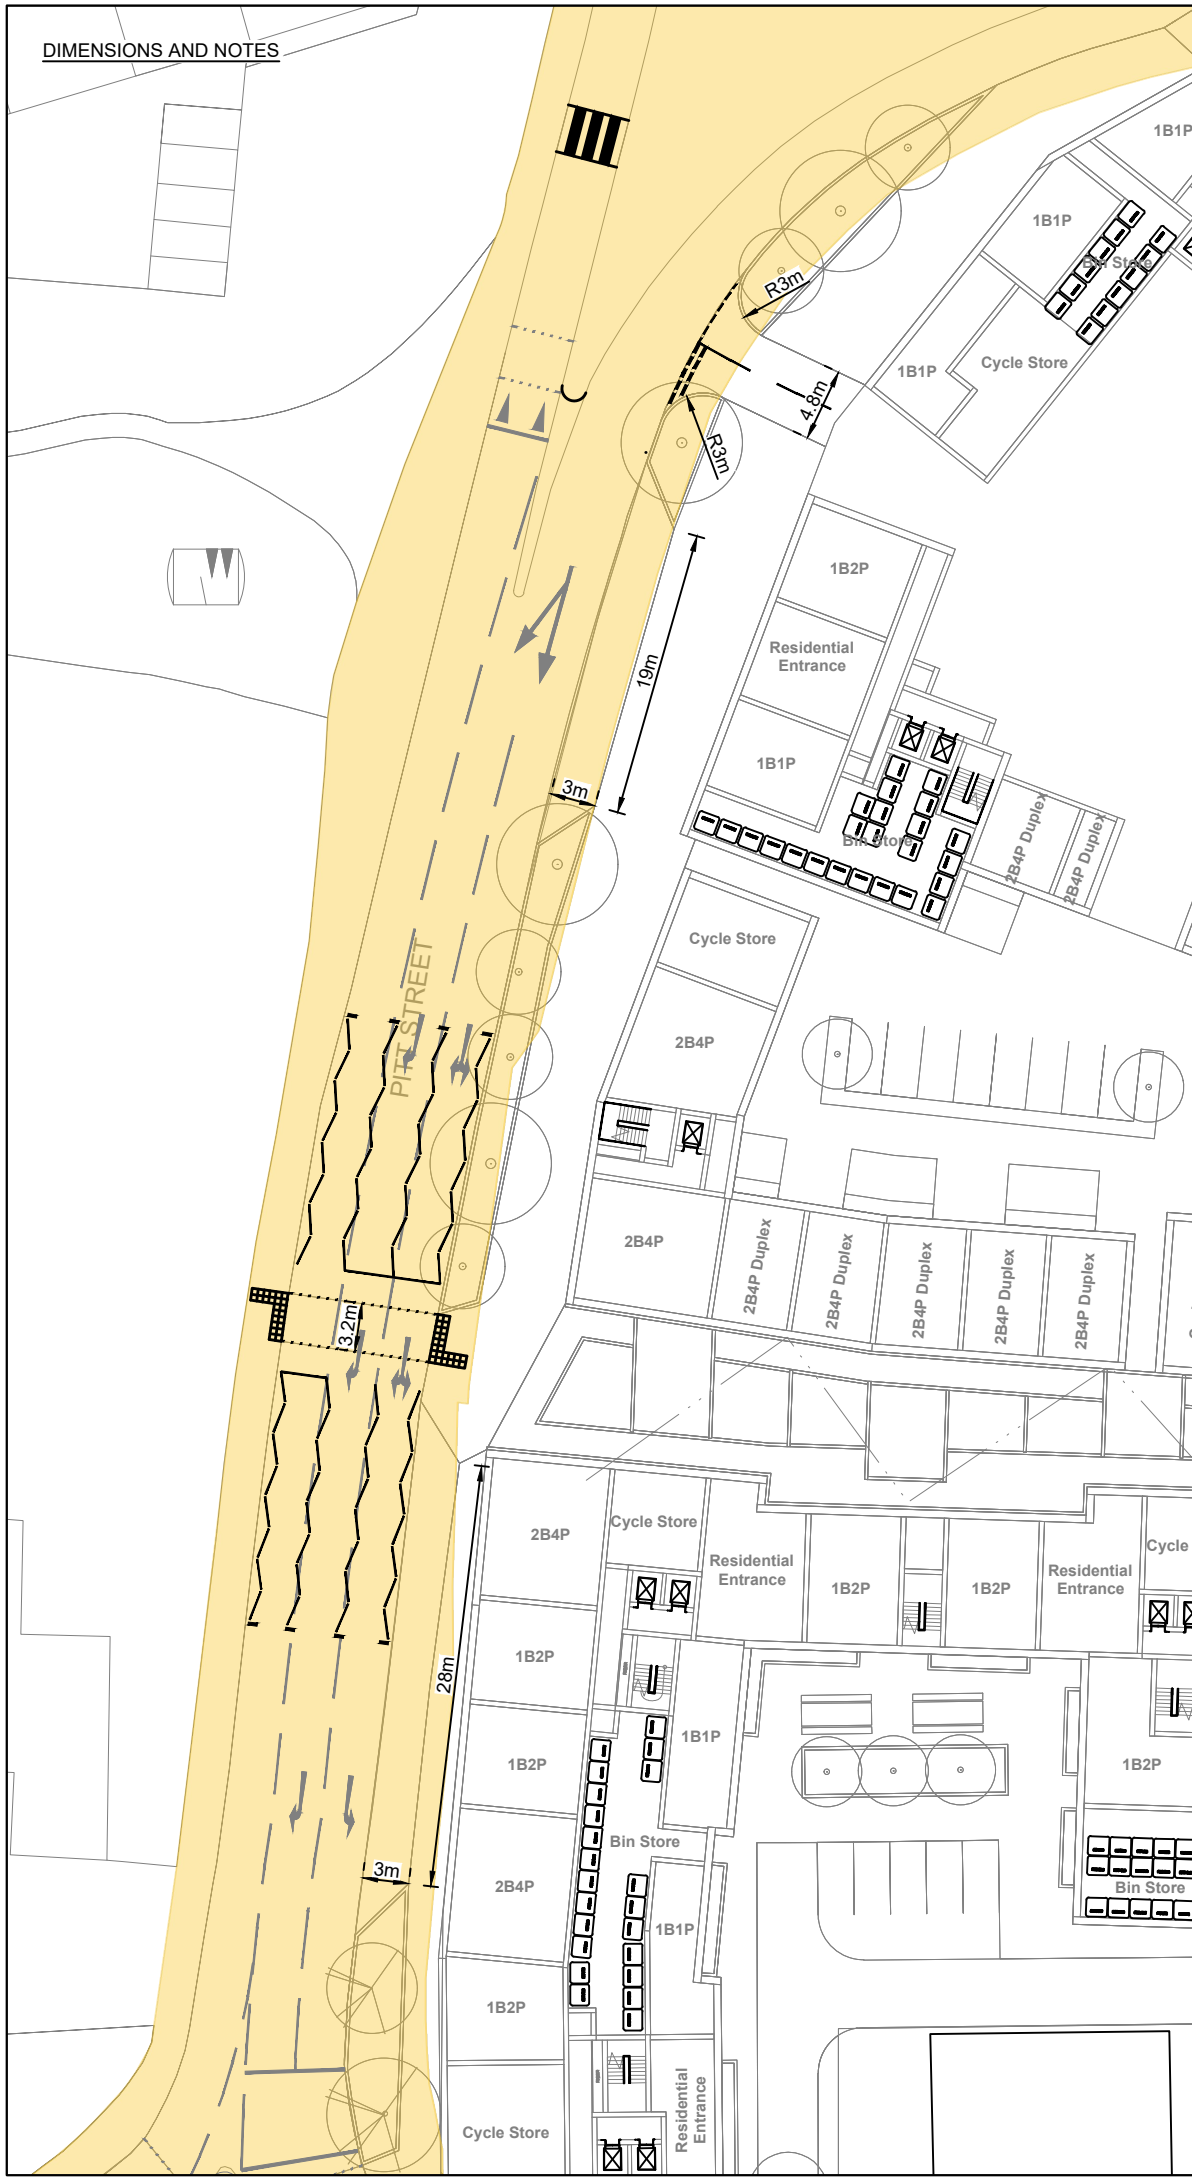 DIMENSIONS AND NOTES
1B1P
1B1P
Bin Store
R3m
Cycle Store
1B1P
4.8m
R3m
1B2P
Residential
Entrance
19m
1B1P
3m
2B4P Duplex
Bin Store
2B4P Duplex
Cycle Store
PITT STREET
2B4P
2B4P
2B4P Duplex
2B4P Duplex
2B4P Duplex
2B4P Duplex
2B4P Duplex
3.2m
2B4P
Cycle Store
Residential
Entrance
1B2P
1B2P
Residential
Entrance
Cycle
1B2P
28m
1B1P
1B2P
1B2P
Bin Store
3m
2B4P
1B1P
Bin Store
1B2P
Residential
Entrance
Cycle Store